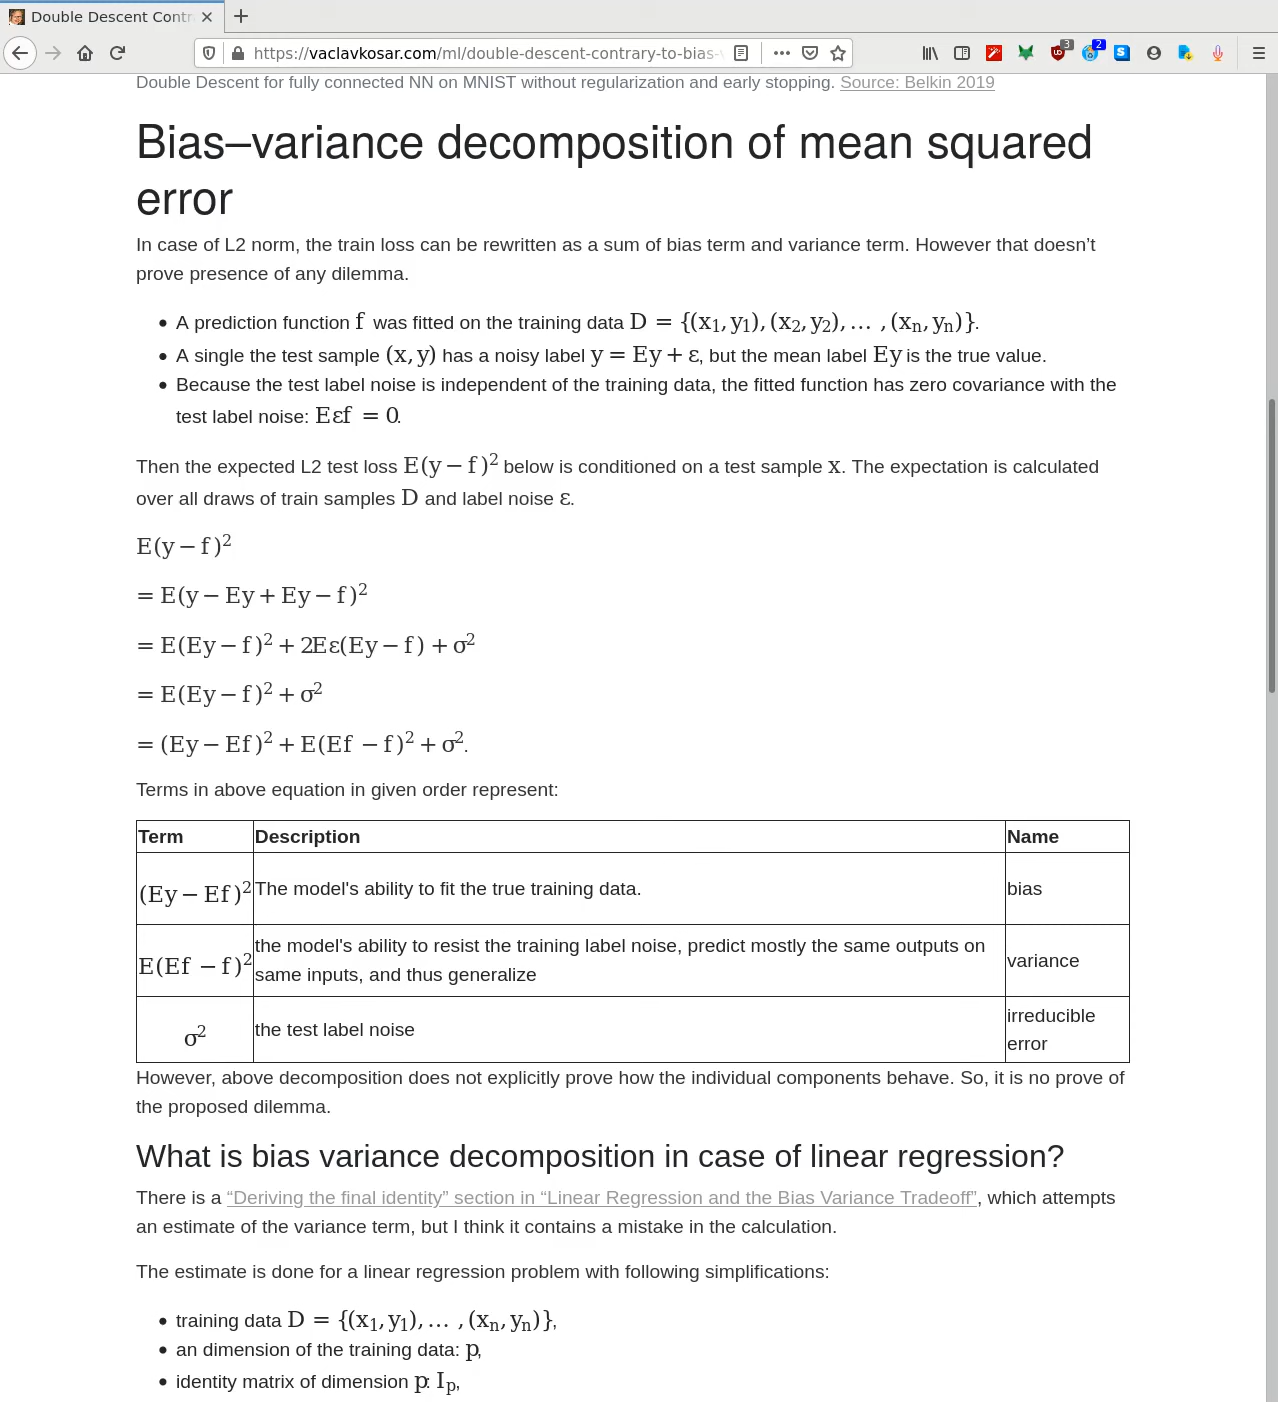 Double Descent Contr
https://vaclavkosar.com/ml/double-descent-contrary-to-bias-
3
2
Double Descent for fully connected NN on MNIST without regularization and early stopping. Source: Belkin 2019
Bias–variance decomposition of mean squared
error
In case of L2 norm, the train loss can be rewritten as a sum of bias term and variance term. However that doesn’t
prove presence of any dilemma.
• A prediction function f was fitted on the training data D = {(x₁, y₁), (x₂, y₂), … , (xₙ, yₙ)}.
• A single the test sample (x, y) has a noisy label y = Ey + ε, but the mean label Ey is the true value.
• Because the test label noise is independent of the training data, the fitted function has zero covariance with the
test label noise: Eεf = 0.
Then the expected L2 test loss E(y − f)² below is conditioned on a test sample x. The expectation is calculated
over all draws of train samples D and label noise ε.
E(y − f)²
= E(y − Ey + Ey − f)²
= E(Ey − f)² + 2Eε(Ey − f) + σ²
= E(Ey − f)² + σ²
= (Ey − Ef)² + E(Ef − f)² + σ².
Terms in above equation in given order represent:
Term Description Name
(Ey − Ef)² The model's ability to fit the true training data. bias
the model's ability to resist the training label noise, predict mostly the same outputs on
E(Ef − f)² same inputs, and thus generalize variance
σ² the test label noise irreducible
error
However, above decomposition does not explicitly prove how the individual components behave. So, it is no prove of
the proposed dilemma.
What is bias variance decomposition in case of linear regression?
There is a “Deriving the final identity” section in “Linear Regression and the Bias Variance Tradeoff”, which attempts
an estimate of the variance term, but I think it contains a mistake in the calculation.
The estimate is done for a linear regression problem with following simplifications:
• training data D = {(x₁, y₁), … , (xₙ, yₙ)},
• an dimension of the training data: p,
• identity matrix of dimension p: Iₚ,